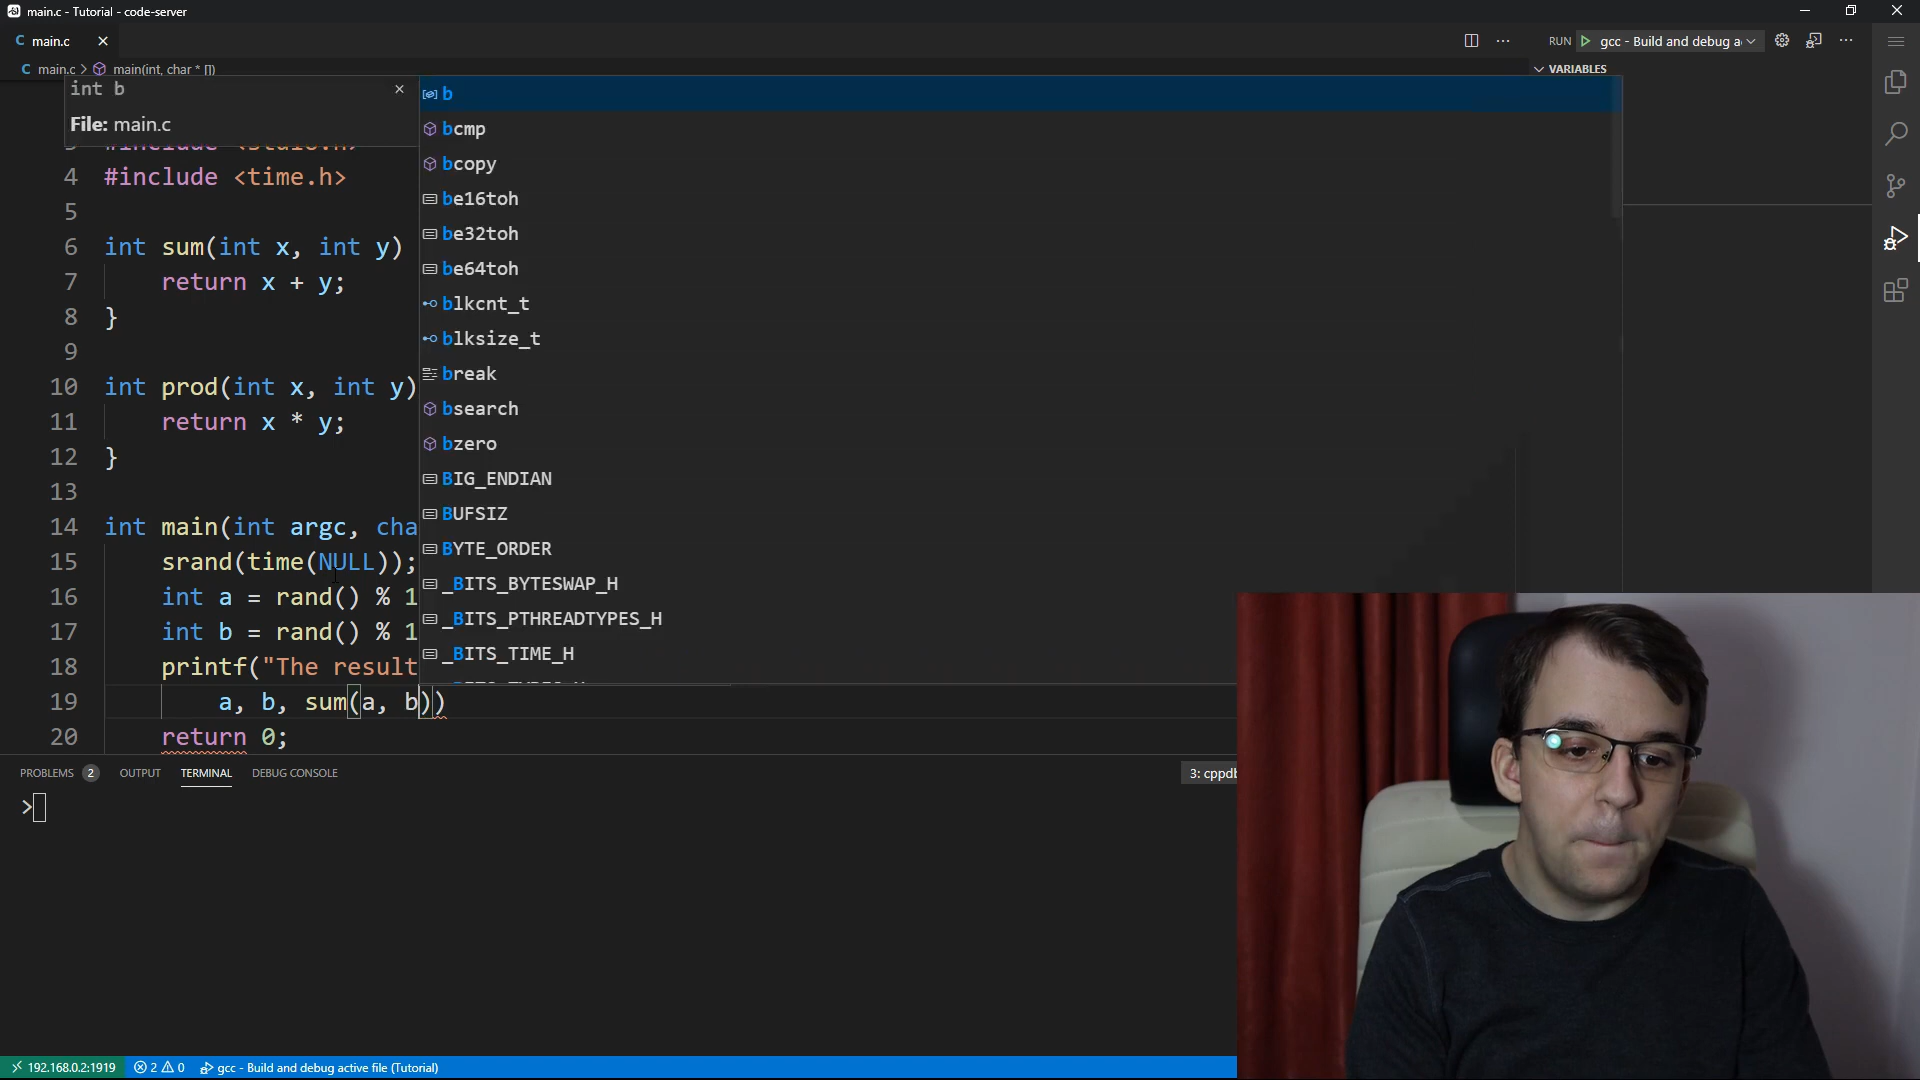 main.c - Tutorial - code-server
C main.c
RUN gcc - Build and debug a
C main.c > main(int, char * [])
VARIABLES
int b
File: main.c
3 #include <stdio.h>
4 #include <time.h>
5
6 int sum(int x, int y)
7 return x + y;
8 }
9
10 int prod(int x, int y)
11 return x * y;
12 }
13
14 int main(int argc, cha
15 srand(time(NULL));
16 int a = rand() % 1
17 int b = rand() % 1
18 printf("The result
19 a, b, sum(a, b))
20 return 0;
b
bcmp
bcopy
be16toh
be32toh
be64toh
blkcnt_t
blksize_t
break
bsearch
bzero
BIG_ENDIAN
BUFSIZ
BYTE_ORDER
_BITS_BYTESWAP_H
_BITS_PTHREADTYPES_H
_BITS_TIME_H
PROBLEMS 2 OUTPUT TERMINAL DEBUG CONSOLE
3: cppdb
>
192.168.0.2:1919 2 0 gcc - Build and debug active file (Tutorial)